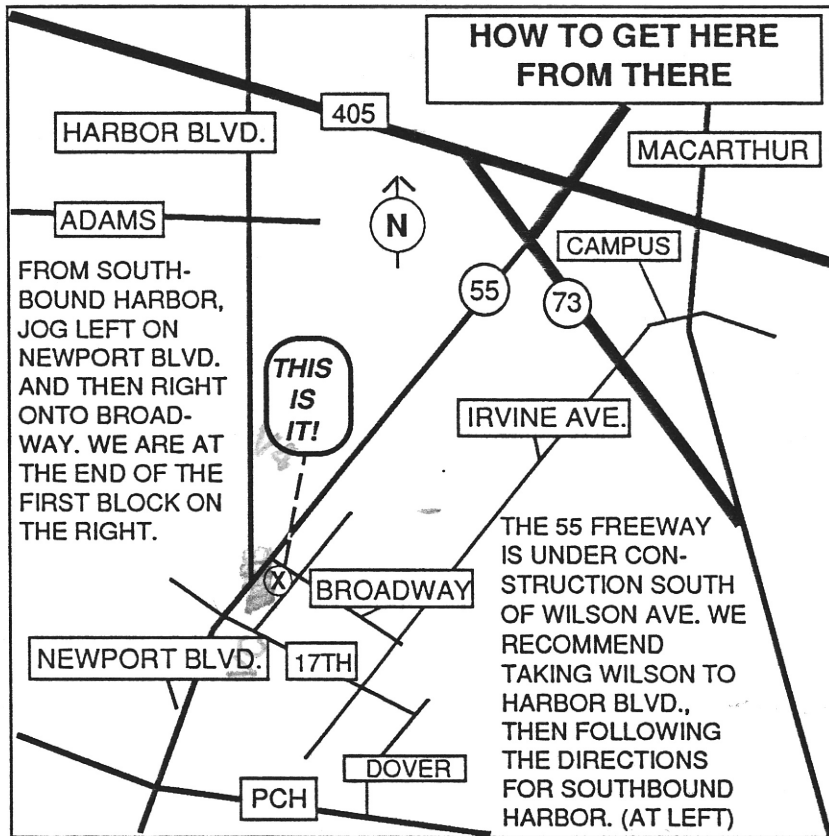 HOW TO GET HERE
FROM THERE
405
HARBOR BLVD.
MACARTHUR
ADAMS
N
CAMPUS
55
73
FROM SOUTH-
BOUND HARBOR,
JOG LEFT ON
NEWPORT BLVD.
AND THEN RIGHT
ONTO BROAD-
WAY. WE ARE AT
THE END OF THE
FIRST BLOCK ON
THE RIGHT.
THIS
IS
IT!
IRVINE AVE.
X
BROADWAY
NEWPORT BLVD.
17TH
THE 55 FREEWAY
IS UNDER CON-
STRUCTION SOUTH
OF WILSON AVE. WE
RECOMMEND
TAKING WILSON TO
HARBOR BLVD.,
THEN FOLLOWING
THE DIRECTIONS
FOR SOUTHBOUND
HARBOR. (AT LEFT)
DOVER
PCH